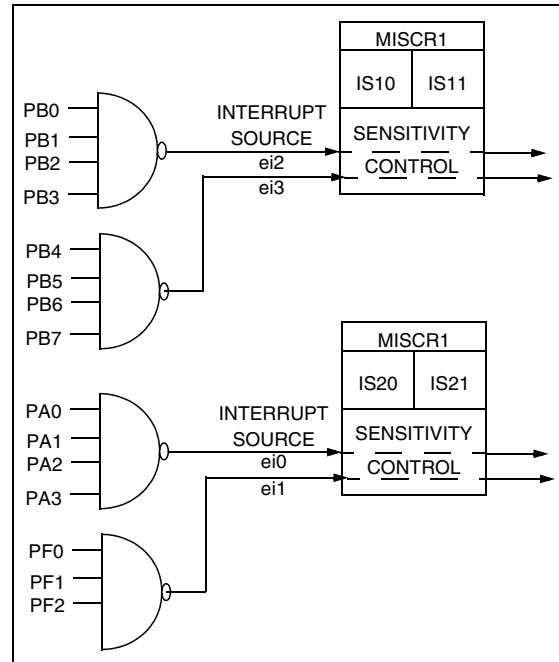 MISCR1
IS10 IS11
SENSITIVITY
CONTROL
INTERRUPT
SOURCE
ei2
ei3
PB0
PB1
PB2
PB3
PB4
PB5
PB6
PB7
MISCR1
IS20 IS21
SENSITIVITY
CONTROL
INTERRUPT
SOURCE
ei0
ei1
PA0
PA1
PA2
PA3
PF0
PF1
PF2